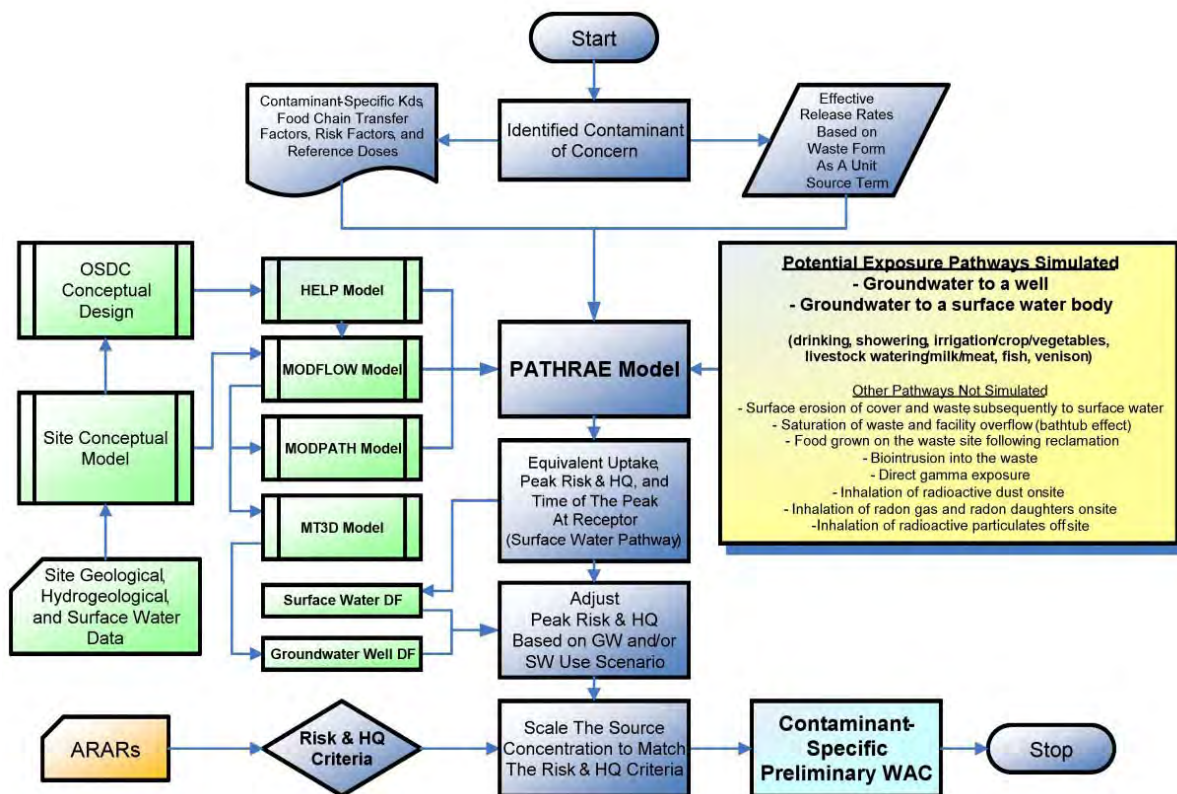 Start
Contaminant-Specific Kds,
Food Chain Transfer
Factors, Risk Factors, and
Reference Doses
Identified Contaminant
of Concern
Effective
Release Rates
Based on
Waste Form
As A Unit
Source Term
OSDC
Conceptual
Design
HELP Model
MODFLOW Model
PATHRAE Model
Potential Exposure Pathways Simulated
- Groundwater to a well
- Groundwater to a surface water body
(drinking, showering, irrigation/crop/vegetables,
livestock watering/milk/meat, fish, venison)
Other Pathways Not Simulated
- Surface erosion of cover and waste subsequently to surface water
- Saturation of waste and facility overflow (bathtub effect)
- Food grown on the waste site following reclamation
- Biointrusion into the waste
- Direct gamma exposure
- Inhalation of radioactive dust onsite
- Inhalation of radon gas and radon daughters onsite
- Inhalation of radioactive particulates offsite
Site Conceptual
Model
MODPATH Model
MT3D Model
Equivalent Uptake,
Peak Risk & HQ, and
Time of The Peak
At Receptor
(Surface Water Pathway)
Site Geological,
Hydrogeological,
and Surface Water
Data
Surface Water DF
Groundwater Well DF
Adjust
Peak Risk & HQ
Based on GW and/or
SW Use Scenario
ARARs
Risk & HQ
Criteria
Scale The Source
Concentration to Match
The Risk & HQ Criteria
Contaminant-
Specific
Preliminary WAC
Stop